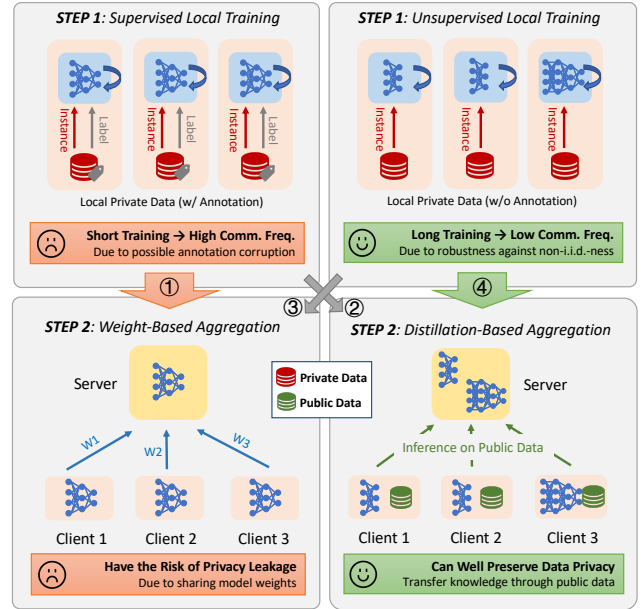 STEP 1: Supervised Local Training
Instance
Label
Instance
Label
Instance
Label
Local Private Data (w/ Annotation)
Short Training → High Comm. Freq.
Due to possible annotation corruption
STEP 1: Unsupervised Local Training
Instance
Instance
Instance
Local Private Data (w/o Annotation)
Long Training → Low Comm. Freq.
Due to robustness against non-i.i.d.-ness
①
③
②
④
STEP 2: Weight-Based Aggregation
Server
W1
W2
W3
Client 1
Client 2
Client 3
Have the Risk of Privacy Leakage
Due to sharing model weights
Private Data
Public Data
STEP 2: Distillation-Based Aggregation
Server
Inference on Public Data
Client 1
Client 2
Client 3
Can Well Preserve Data Privacy
Transfer knowledge through public data